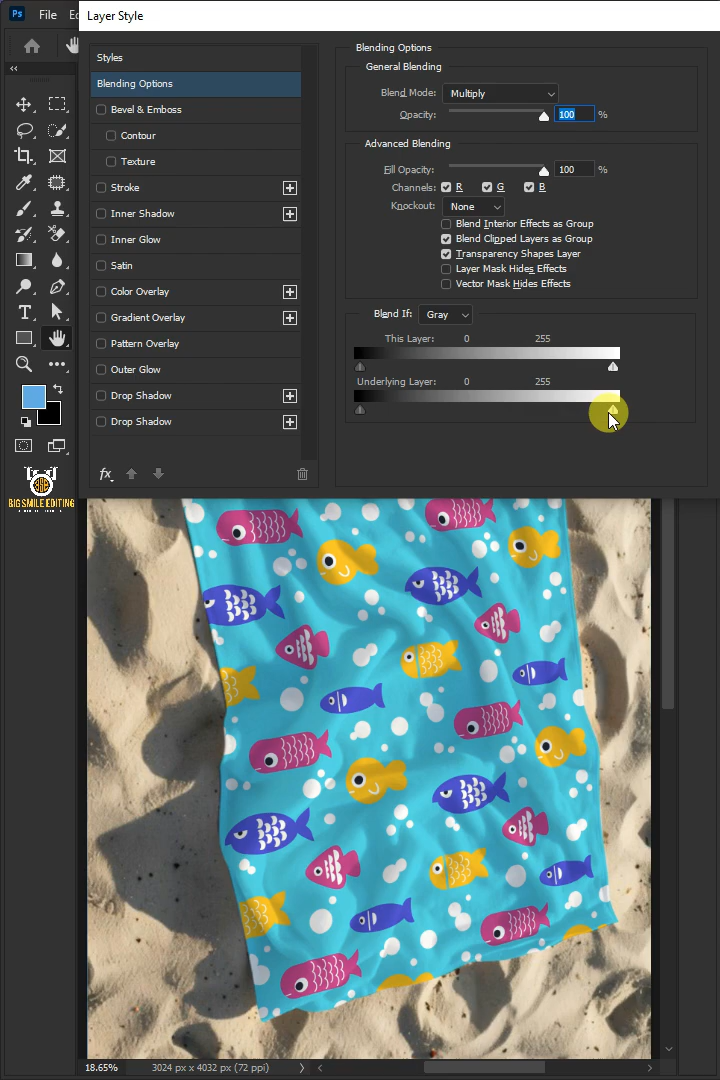 Ps File Ec
Layer Style
Styles
Blending Options
Bevel & Emboss
Contour
Texture
Stroke
Inner Shadow
Inner Glow
Satin
Color Overlay
Gradient Overlay
Pattern Overlay
Outer Glow
Drop Shadow
Drop Shadow
fx
Blending Options
General Blending
Blend Mode: Multiply
Opacity: 100 %
Advanced Blending
Fill Opacity: 100 %
Channels: R G B
Knockout: None
Blend Interior Effects as Group
Blend Clipped Layers as Group
Transparency Shapes Layer
Layer Mask Hides Effects
Vector Mask Hides Effects
Blend If: Gray
This Layer: 0 255
Underlying Layer: 0 255
BIG SMILE EDITING
18.65% 3024 px x 4032 px (72 ppi)